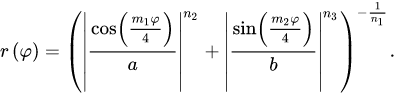 r(φ) = ( | cos(m₁φ/4) / a |^{n₂} + | sin(m₂φ/4) / b |^{n₃} )^{−1/n₁} .